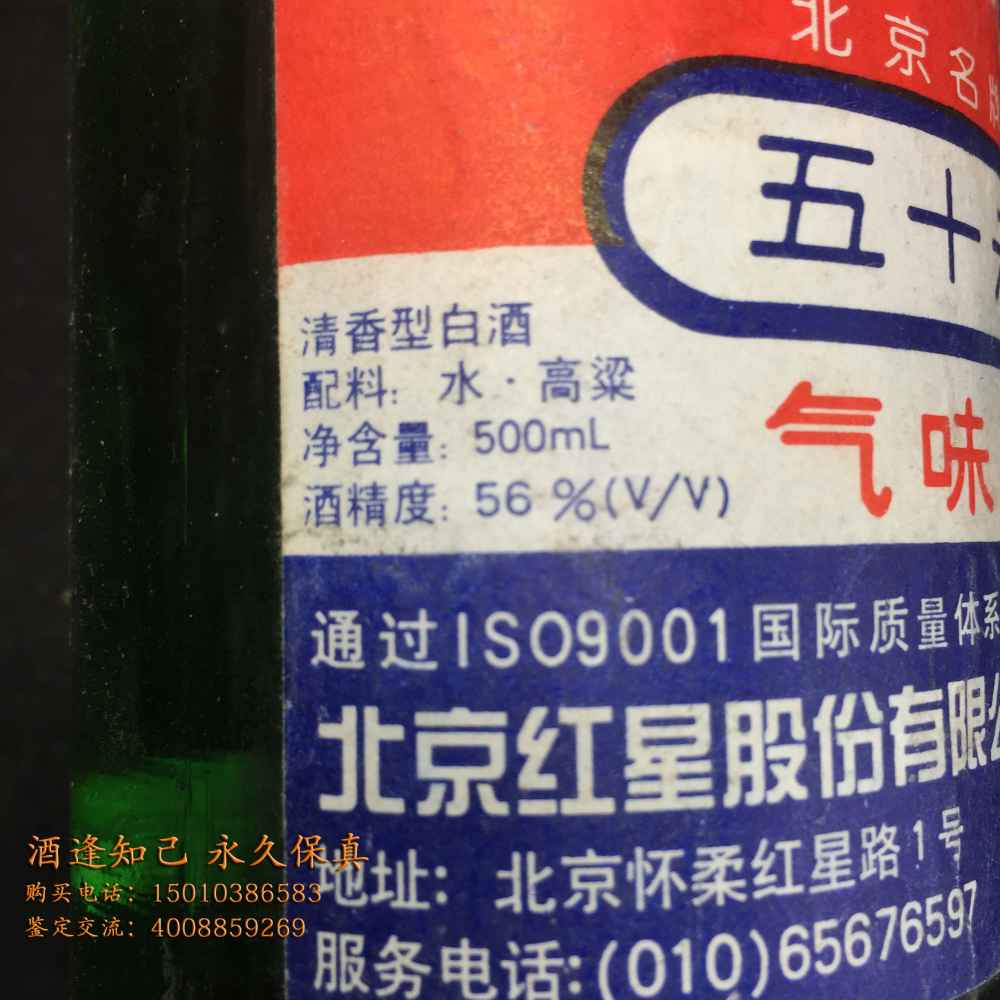 北京名
五十
气味
清香型白酒
配料: 水·高粱
净含量: 500mL
酒精度: 56%(V/V)
通过ISO9001国际质量体系
北京红星股份有限公
地址: 北京怀柔红星路1号
服务电话:(010)65676597
酒逢知己 永久保真
购买电话: 15010386583
鉴定交流: 4008859269